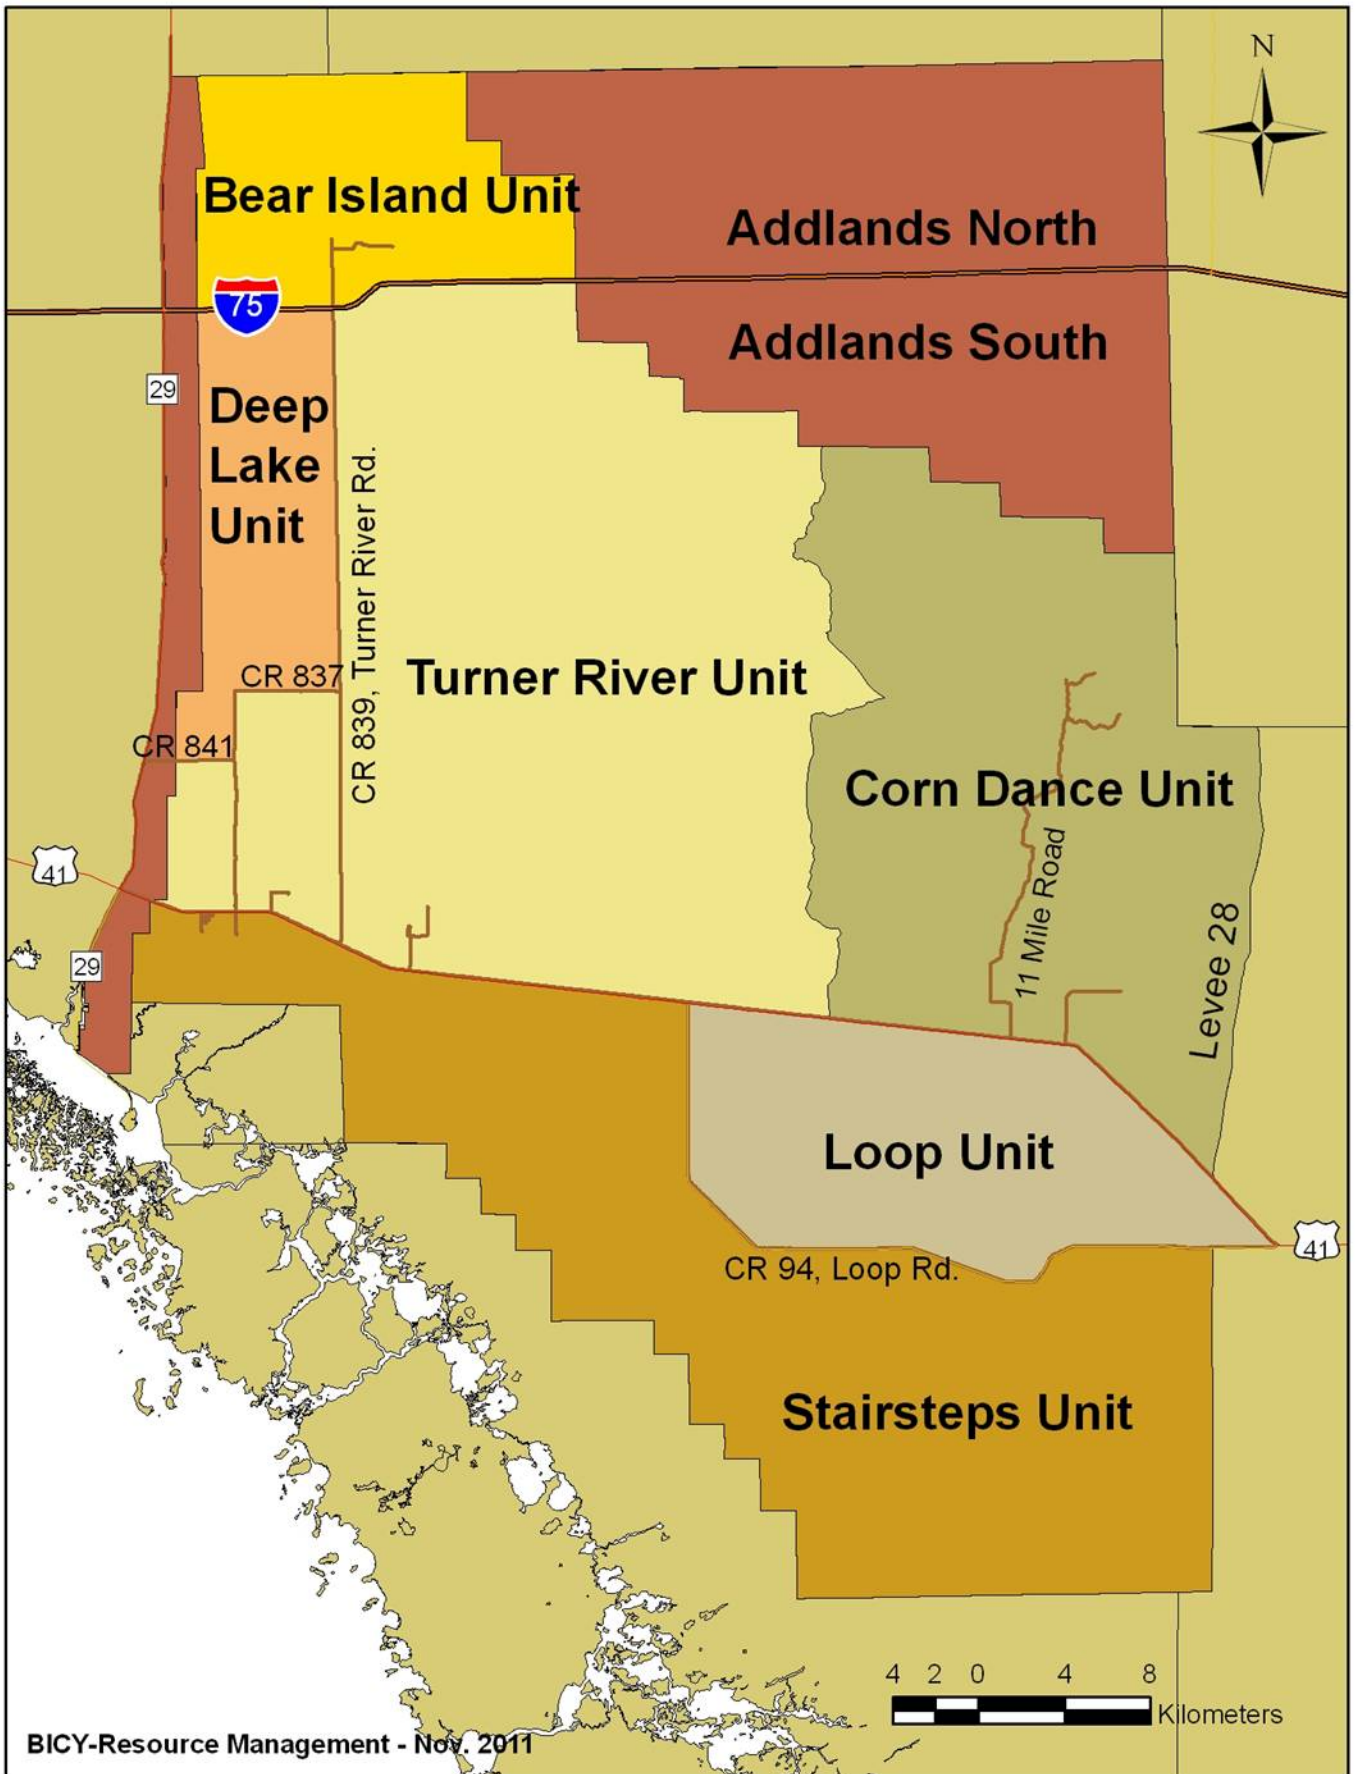 N
Bear Island Unit
Addlands North
75
Addlands South
29
Deep
Lake
Unit
CR 839, Turner River Rd.
CR 837
Turner River Unit
CR 841
Corn Dance Unit
41
11 Mile Road
Levee 28
29
Loop Unit
41
CR 94, Loop Rd.
Stairsteps Unit
4 2 0 4 8
Kilometers
BICY-Resource Management - Nov. 2011